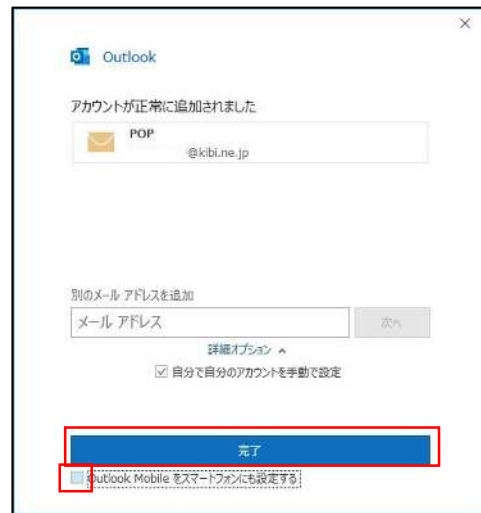 Outlook
アカウントが正常に追加されました
POP
@kibi.ne.jp
別のメール アドレスを追加
メール アドレス
次へ
詳細オプション
自分で自分のアカウントを手動で設定
完了
Outlook Mobile をスマートフォンにも設定する